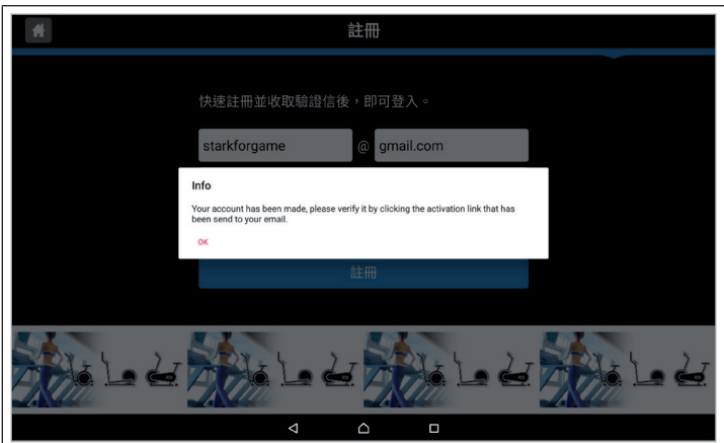 註冊
快速註冊並收取驗證信後，即可登入。
starkforgame @ gmail.com
Info
Your account has been made, please verify it by clicking the activation link that has
been send to your email.
OK
註冊